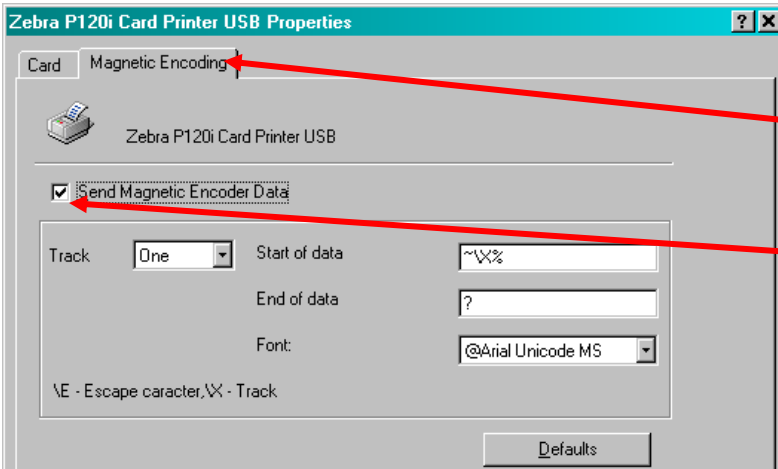 Zebra P120i Card Printer USB Properties
Card Magnetic Encoding
Zebra P120i Card Printer USB
Send Magnetic Encoder Data
Track One Start of data ~\X%
End of data ?
Font: @Arial Unicode MS
\E - Escape caracter,\X - Track
Defaults